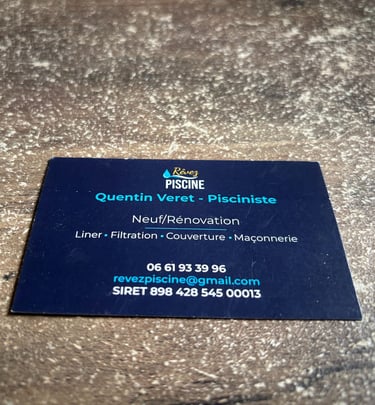 Rêvez
PISCINE
Quentin Veret - Pisciniste
Neuf/Rénovation
Liner • Filtration • Couverture • Maçonnerie
06 61 93 39 96
revezpiscine@gmail.com
SIRET 898 428 545 00013